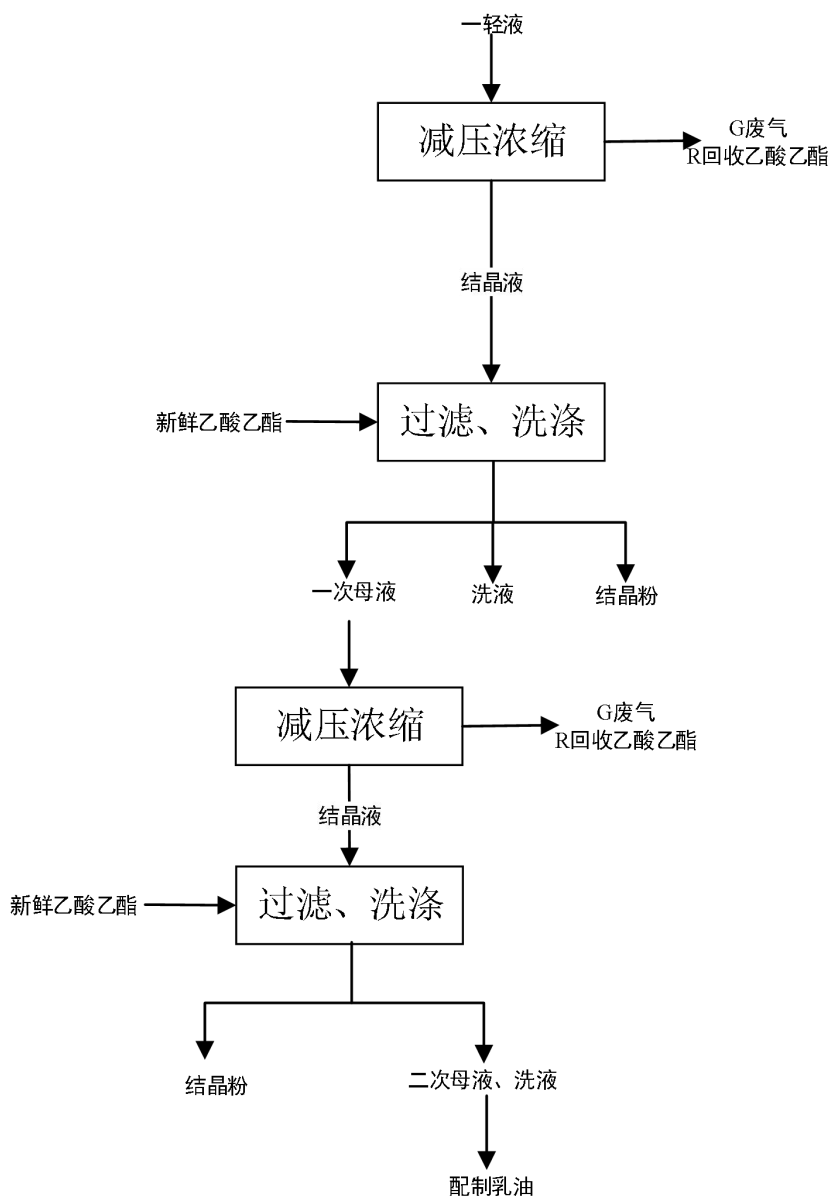 一轻液
减压浓缩
G废气
R回收乙酸乙酯
结晶液
新鲜乙酸乙酯
过滤、洗涤
一次母液
洗液
结晶粉
减压浓缩
G废气
R回收乙酸乙酯
结晶液
新鲜乙酸乙酯
过滤、洗涤
结晶粉
二次母液、洗液
配制乳油